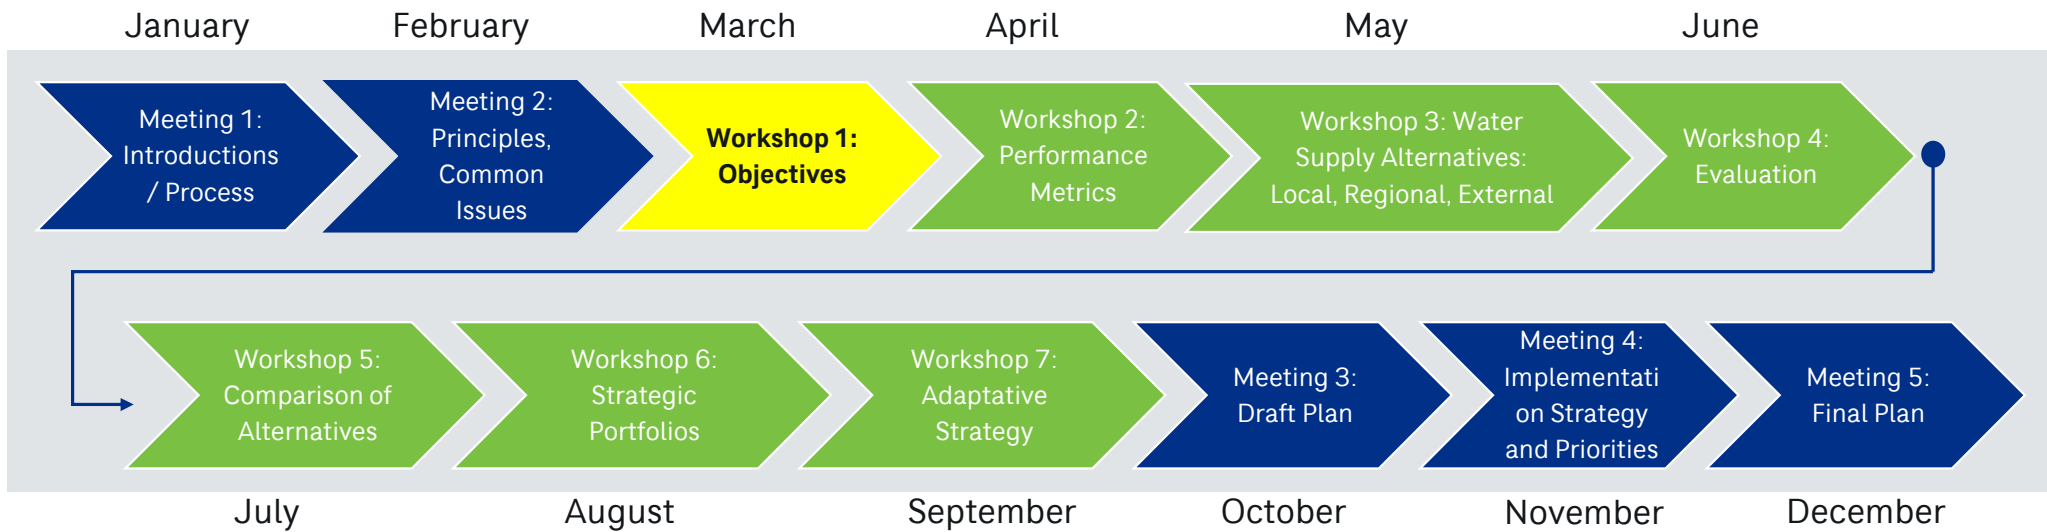 January
February
March
April
May
June
Meeting 1:
Introductions
/ Process
Meeting 2:
Principles,
Common
Issues
Workshop 1:
Objectives
Workshop 2:
Performance
Metrics
Workshop 3: Water
Supply Alternatives:
Local, Regional, External
Workshop 4:
Evaluation
Workshop 5:
Comparison of
Alternatives
Workshop 6:
Strategic
Portfolios
Workshop 7:
Adaptative
Strategy
Meeting 3:
Draft Plan
Meeting 4:
Implementati
on Strategy
and Priorities
Meeting 5:
Final Plan
July
August
September
October
November
December